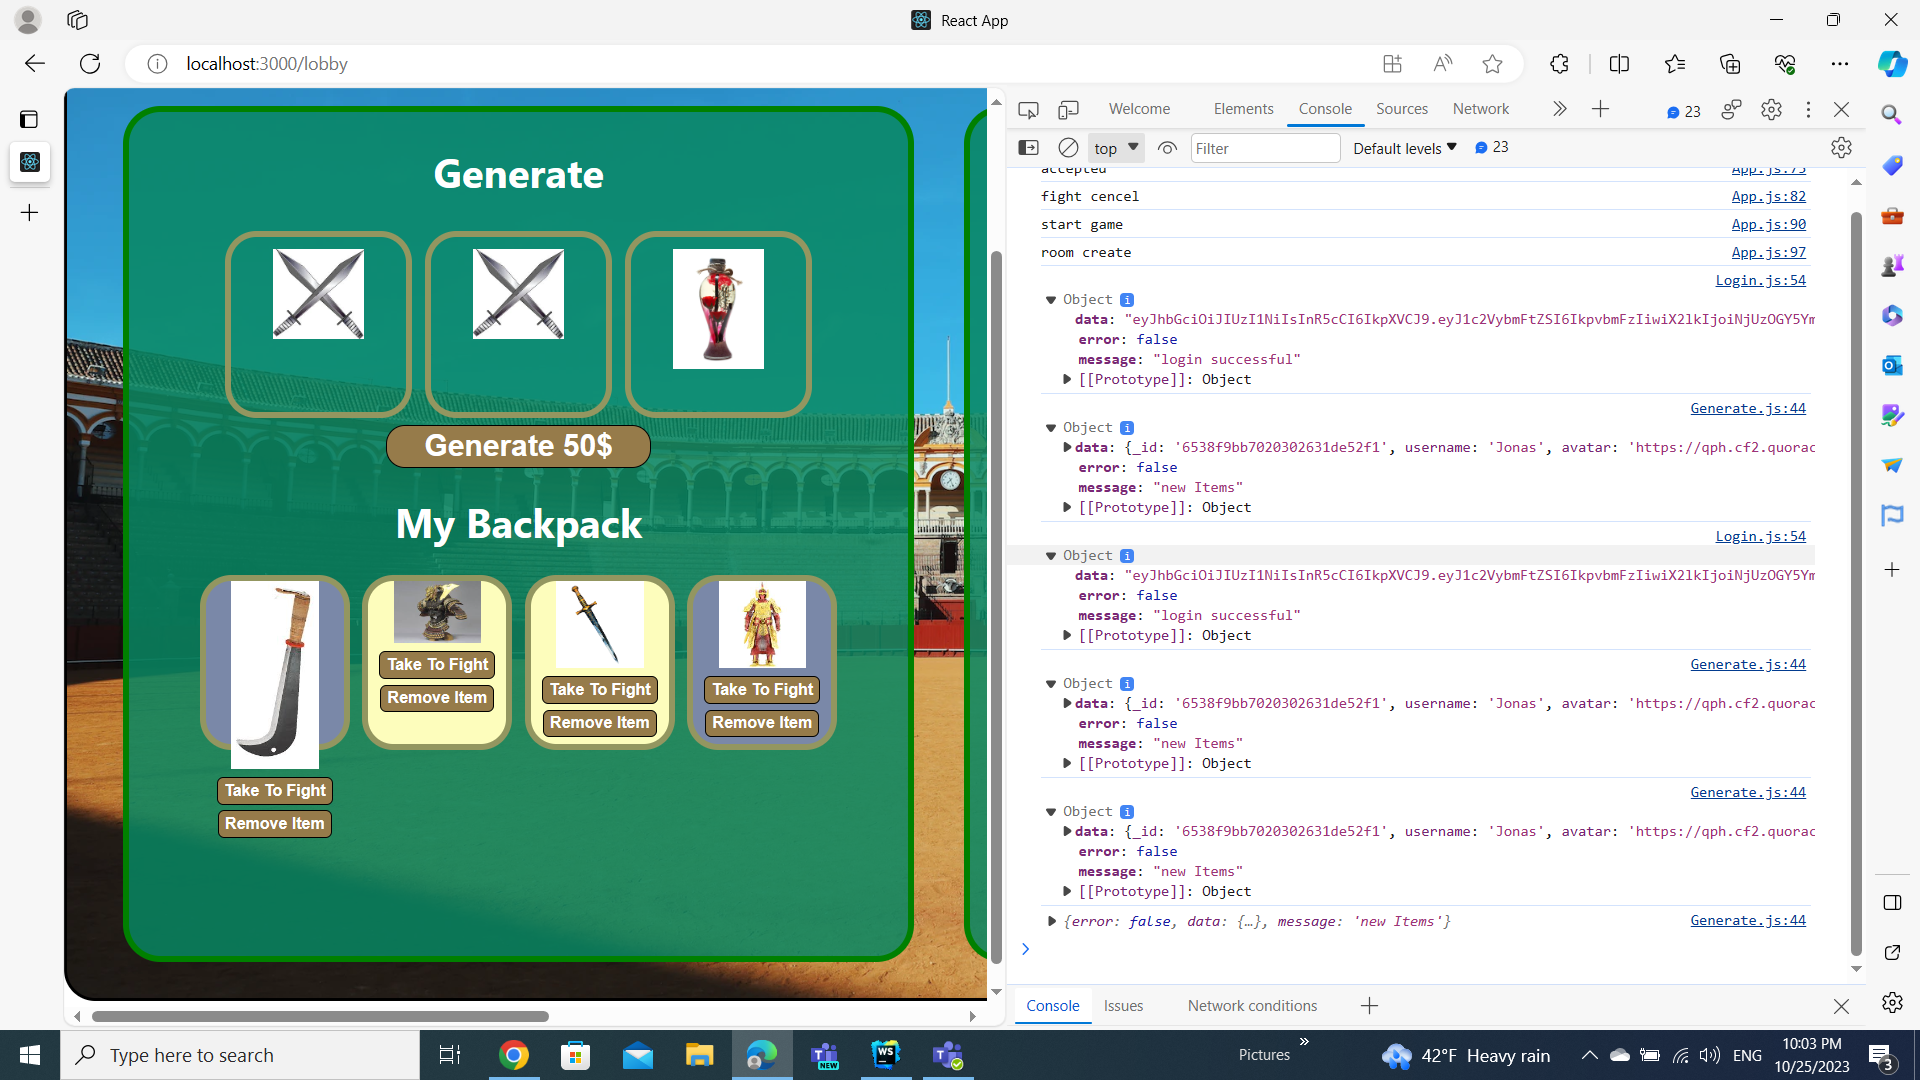 React App
localhost:3000/lobby
Generate
Generate 50$
My Backpack
Take To Fight
Remove Item
Take To Fight
Remove Item
Take To Fight
Remove Item
Take To Fight
Remove Item
Welcome
Elements
Console
Sources
Network
23
top
Filter
Default levels
23
accepted App.js:75
fight cencel App.js:82
start game App.js:90
room create App.js:97
Login.js:54
Object
data: "eyJhbGciOiJIUzI1NiIsInR5cCI6IkpXVCJ9.eyJ1c2VybmFtZSI6IkpvbmFzIiwiX2lkIjoiNjUzOGY5Ym
error: false
message: "login successful"
[[Prototype]]: Object
Generate.js:44
Object
data: {_id: '6538f9bb7020302631de52f1', username: 'Jonas', avatar: 'https://qph.cf2.quorac
error: false
message: "new Items"
[[Prototype]]: Object
Login.js:54
Object
data: "eyJhbGciOiJIUzI1NiIsInR5cCI6IkpXVCJ9.eyJ1c2VybmFtZSI6IkpvbmFzIiwiX2lkIjoiNjUzOGY5Ym
error: false
message: "login successful"
[[Prototype]]: Object
Generate.js:44
Object
data: {_id: '6538f9bb7020302631de52f1', username: 'Jonas', avatar: 'https://qph.cf2.quorac
error: false
message: "new Items"
[[Prototype]]: Object
Generate.js:44
Object
data: {_id: '6538f9bb7020302631de52f1', username: 'Jonas', avatar: 'https://qph.cf2.quorac
error: false
message: "new Items"
[[Prototype]]: Object
{error: false, data: {…}, message: 'new Items'} Generate.js:44
Console
Issues
Network conditions
Type here to search
NEW
WS
Pictures
42°F Heavy rain
ENG
10:03 PM
10/25/2023
3